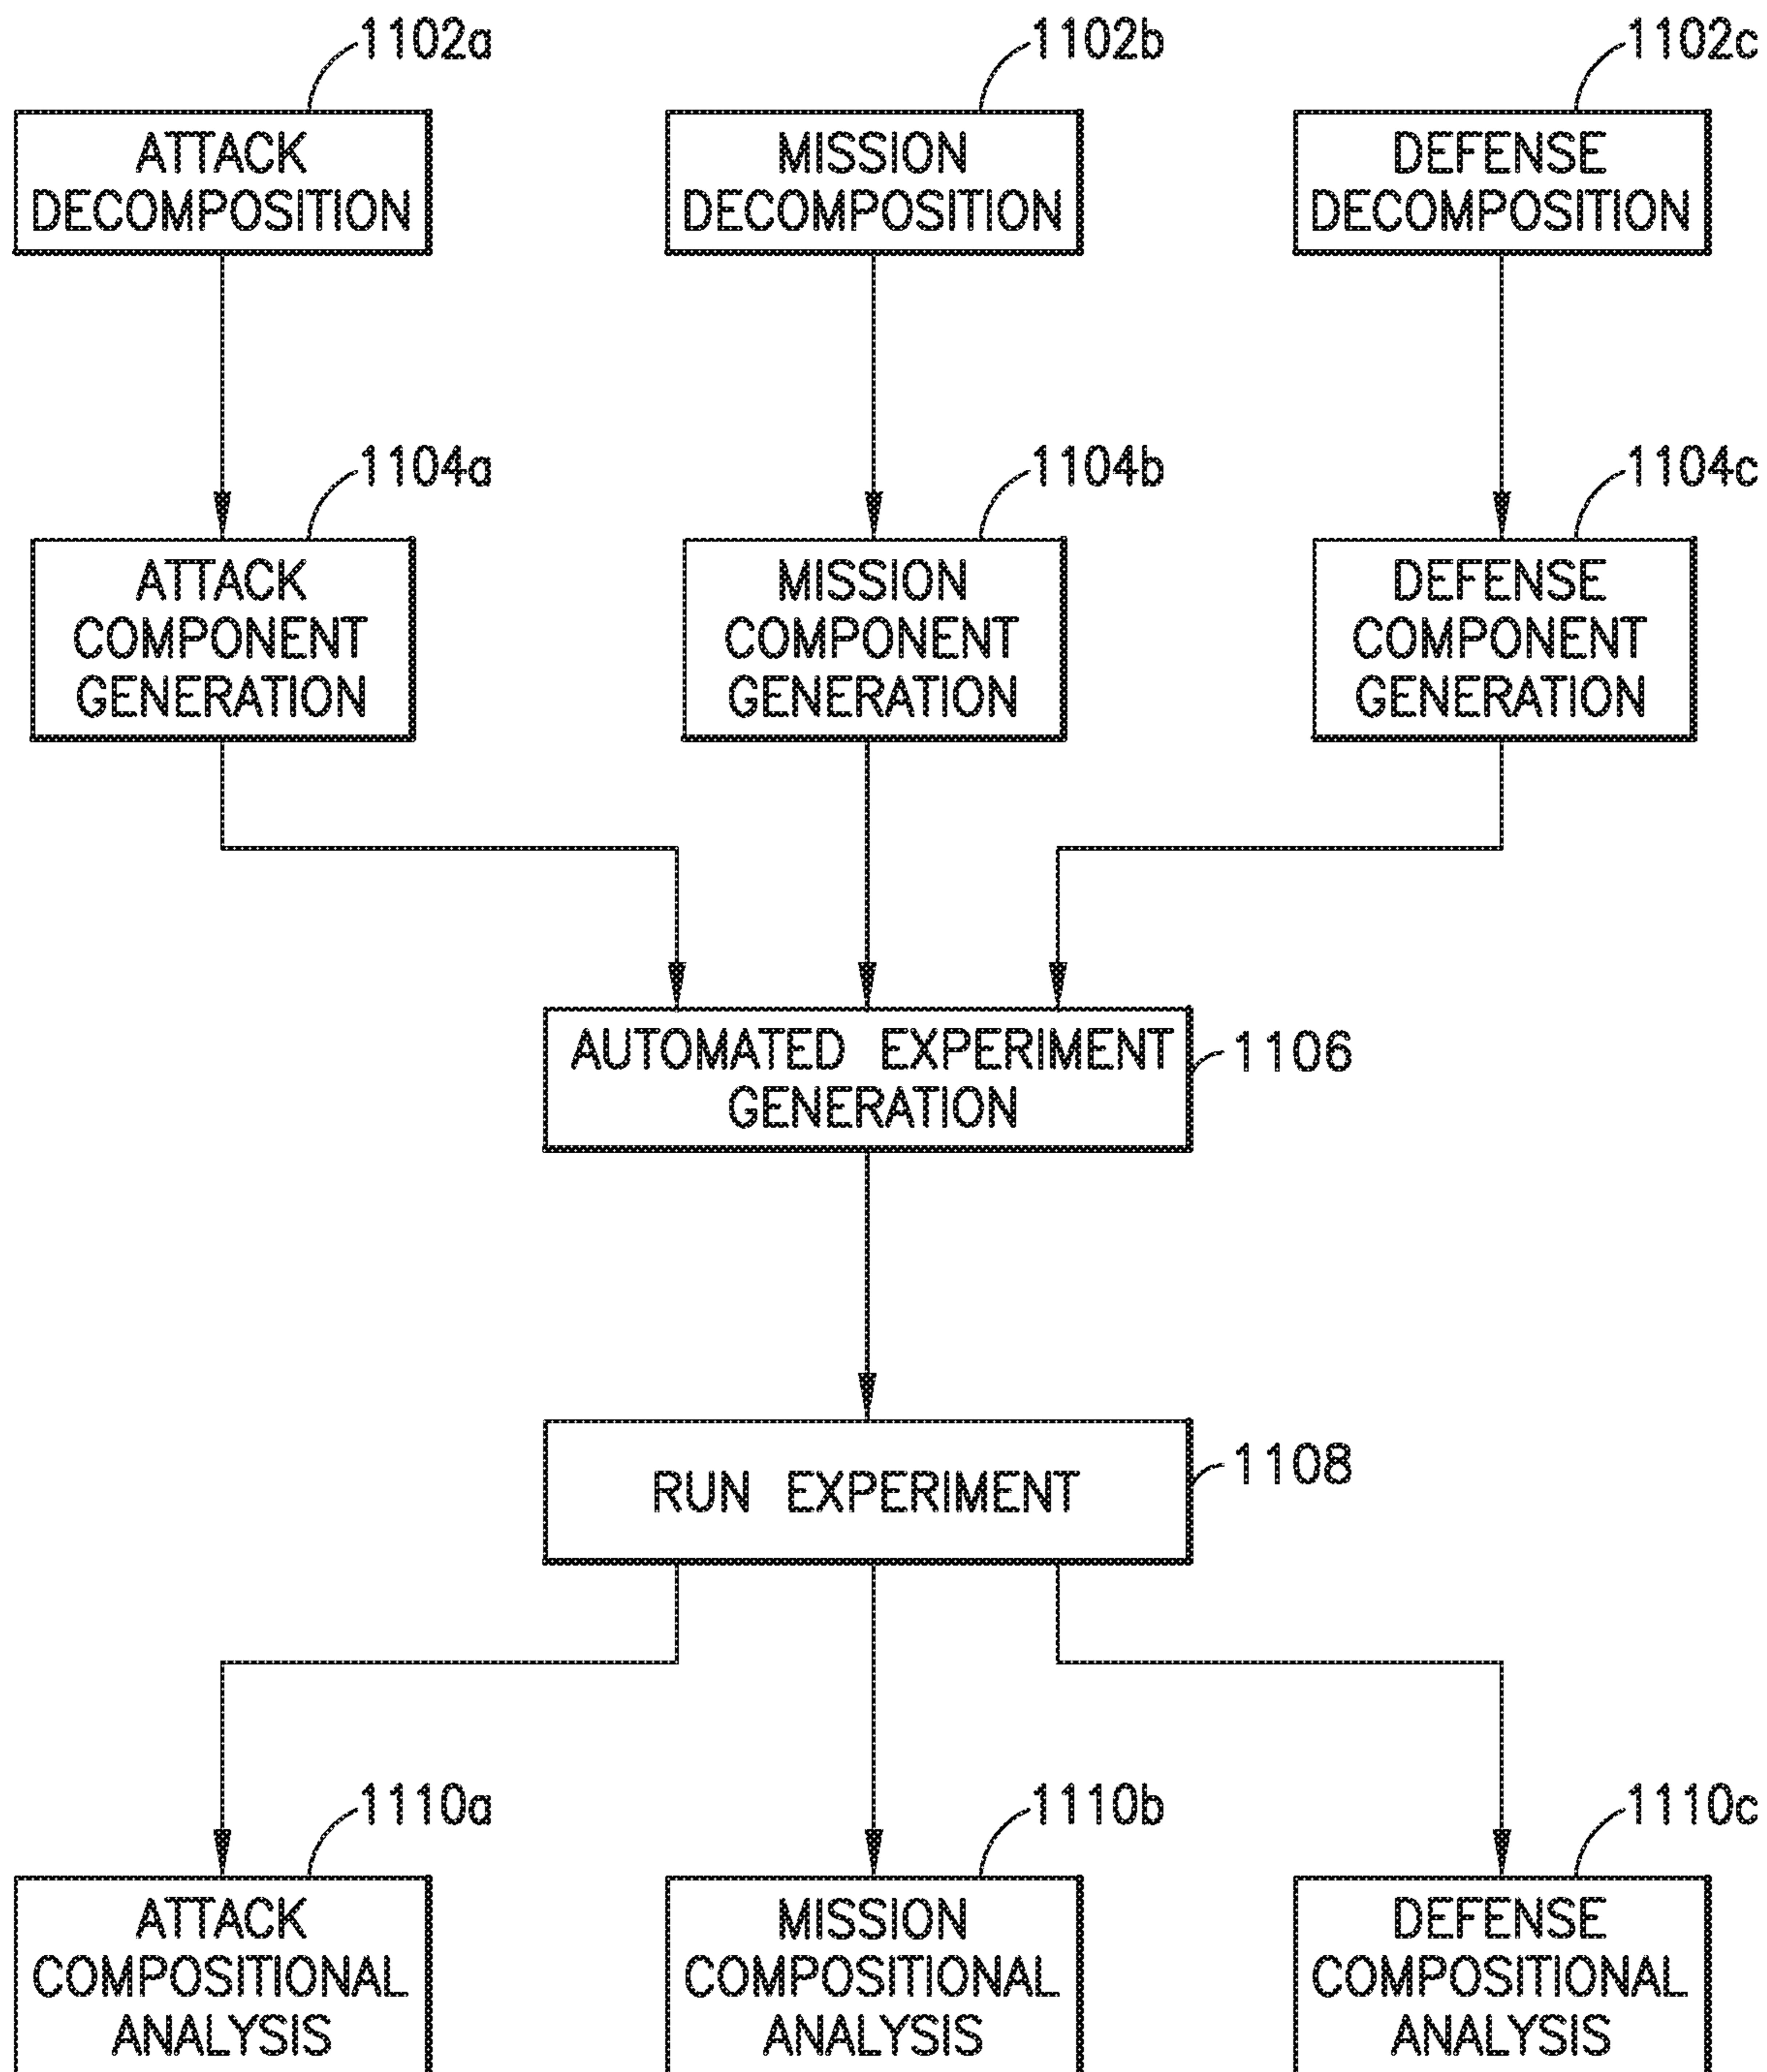 1102a
1102b
1102c
ATTACK
DECOMPOSITION
MISSION
DECOMPOSITION
DEFENSE
DECOMPOSITION
1104a
1104b
1104c
ATTACK
COMPONENT
GENERATION
MISSION
COMPONENT
GENERATION
DEFENSE
COMPONENT
GENERATION
AUTOMATED EXPERIMENT
GENERATION
1106
RUN EXPERIMENT
1108
1110a
1110b
1110c
ATTACK
COMPOSITIONAL
ANALYSIS
MISSION
COMPOSITIONAL
ANALYSIS
DEFENSE
COMPOSITIONAL
ANALYSIS